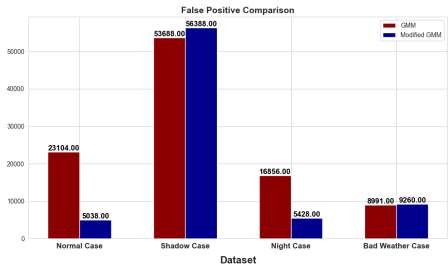 False Positive Comparison
GMM
Modified GMM
50000
40000
30000
20000
10000
0
23104.00
5038.00
53688.00
56388.00
16856.00
5428.00
8991.00
9260.00
Normal Case
Shadow Case
Night Case
Bad Weather Case
Dataset